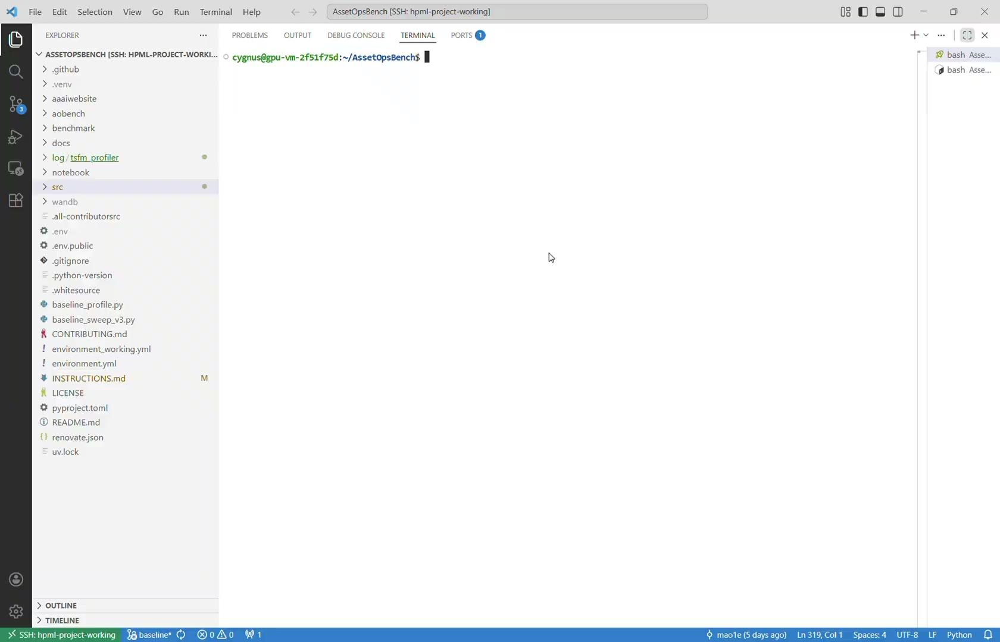 File Edit Selection View Go Run Terminal Help
AssetOpsBench [SSH: hpml-project-working]
EXPLORER
ASSETOPSBENCH [SSH: HPML-PROJECT-WORKI...
.github
.venv
aaaiwebsite
aobench
benchmark
docs
log / tsfm_profiler
notebook
src
wandb
.all-contributorsrc
.env
.env.public
.gitignore
.python-version
.whitesource
baseline_profile.py
baseline_sweep_v3.py
CONTRIBUTING.md
environment_working.yml
environment.yml
INSTRUCTIONS.md M
LICENSE
pyproject.toml
README.md
renovate.json
uv.lock
OUTLINE
TIMELINE
3
PROBLEMS OUTPUT DEBUG CONSOLE TERMINAL PORTS 1
cygnus@gpu-vm-2f51f75d:~/AssetOpsBench$
bash Asse...
bash Asse...
SSH: hpml-project-working baseline* 0 0 1 mao1e (5 days ago) Ln 319, Col 1 Spaces: 4 UTF-8 LF Python